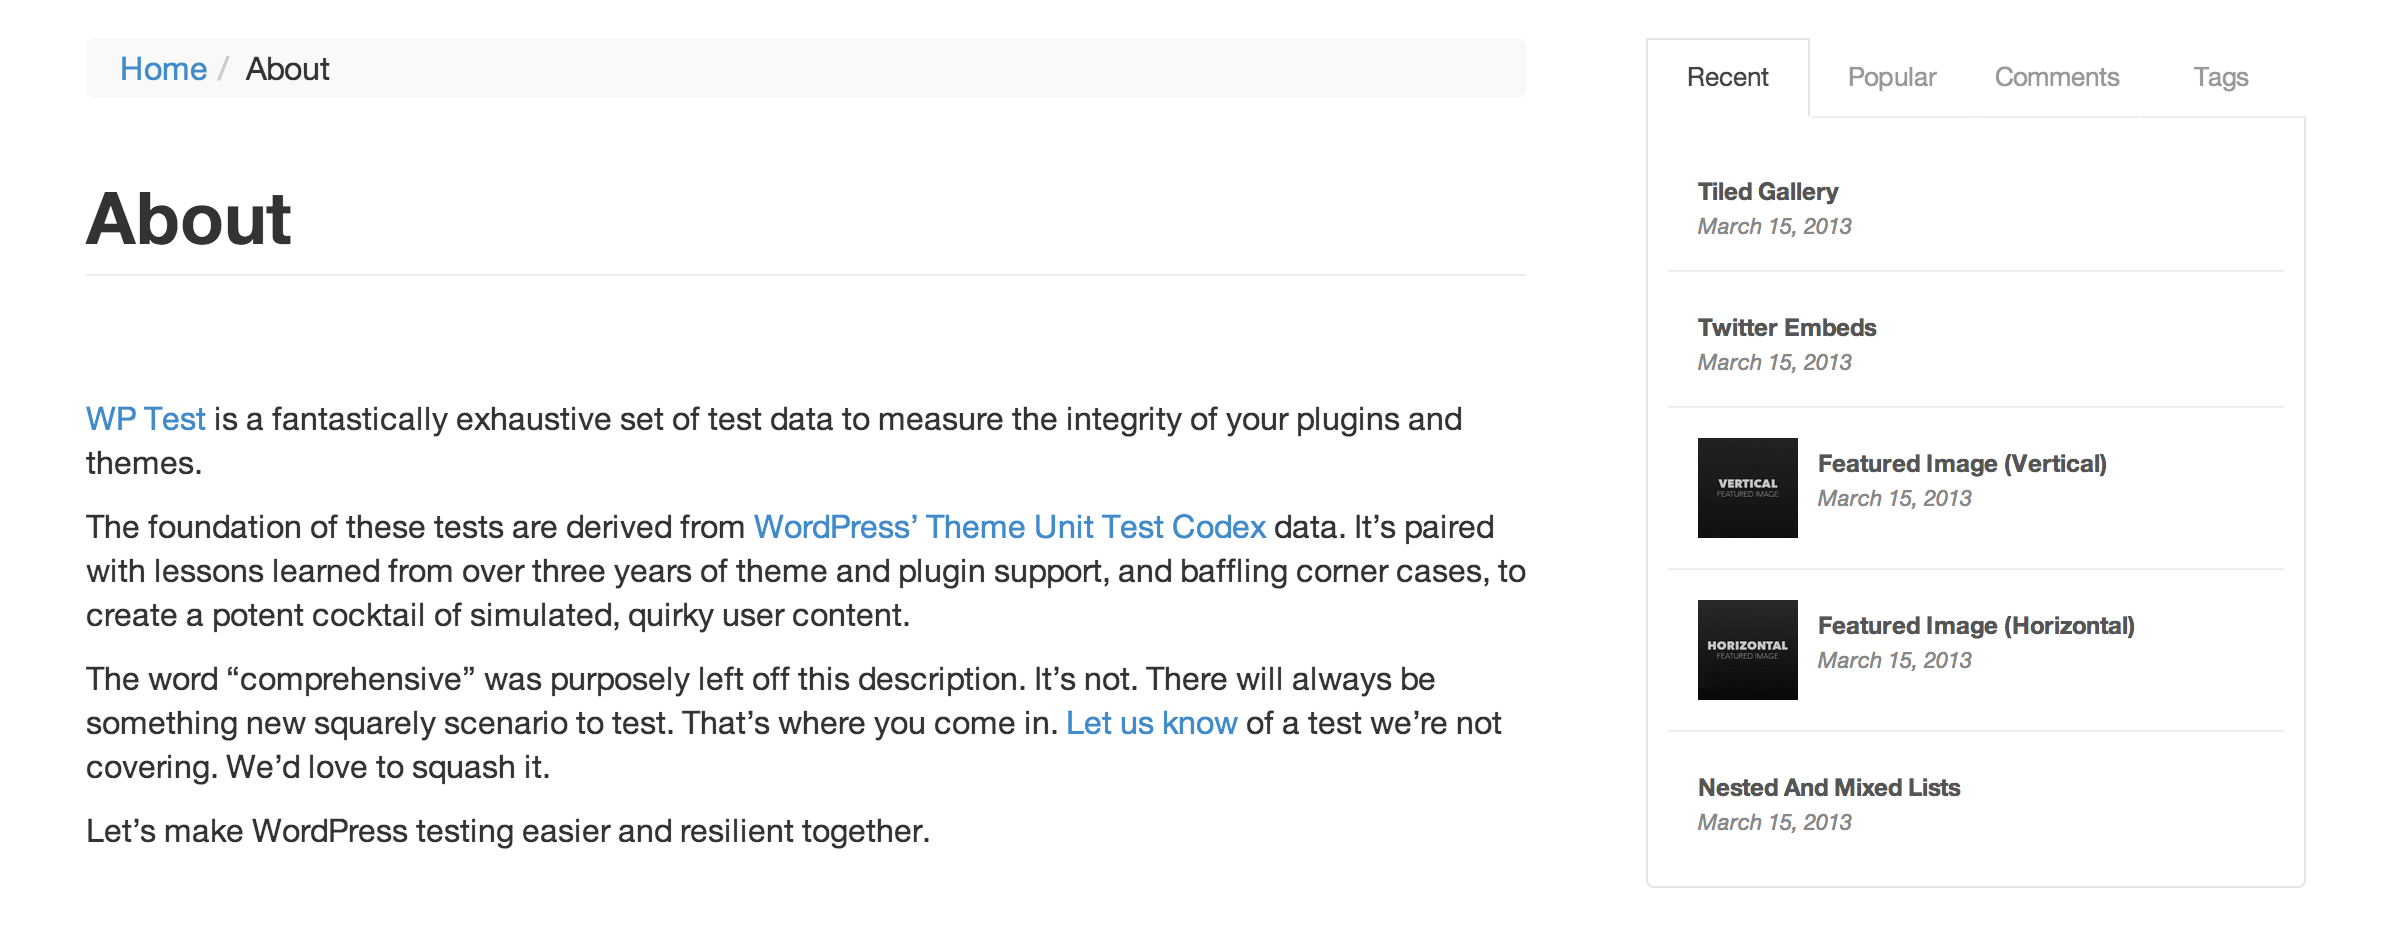 Home / About
About
WP Test is a fantastically exhaustive set of test data to measure the integrity of your plugins and
themes.
The foundation of these tests are derived from WordPress’ Theme Unit Test Codex data. It’s paired
with lessons learned from over three years of theme and plugin support, and baffling corner cases, to
create a potent cocktail of simulated, quirky user content.
The word “comprehensive” was purposely left off this description. It’s not. There will always be
something new squarely scenario to test. That’s where you come in. Let us know of a test we’re not
covering. We’d love to squash it.
Let’s make WordPress testing easier and resilient together.
Recent Popular Comments Tags
Tiled Gallery
March 15, 2013
Twitter Embeds
March 15, 2013
VERTICAL
FEATURED IMAGE
Featured Image (Vertical)
March 15, 2013
HORIZONTAL
FEATURED IMAGE
Featured Image (Horizontal)
March 15, 2013
Nested And Mixed Lists
March 15, 2013